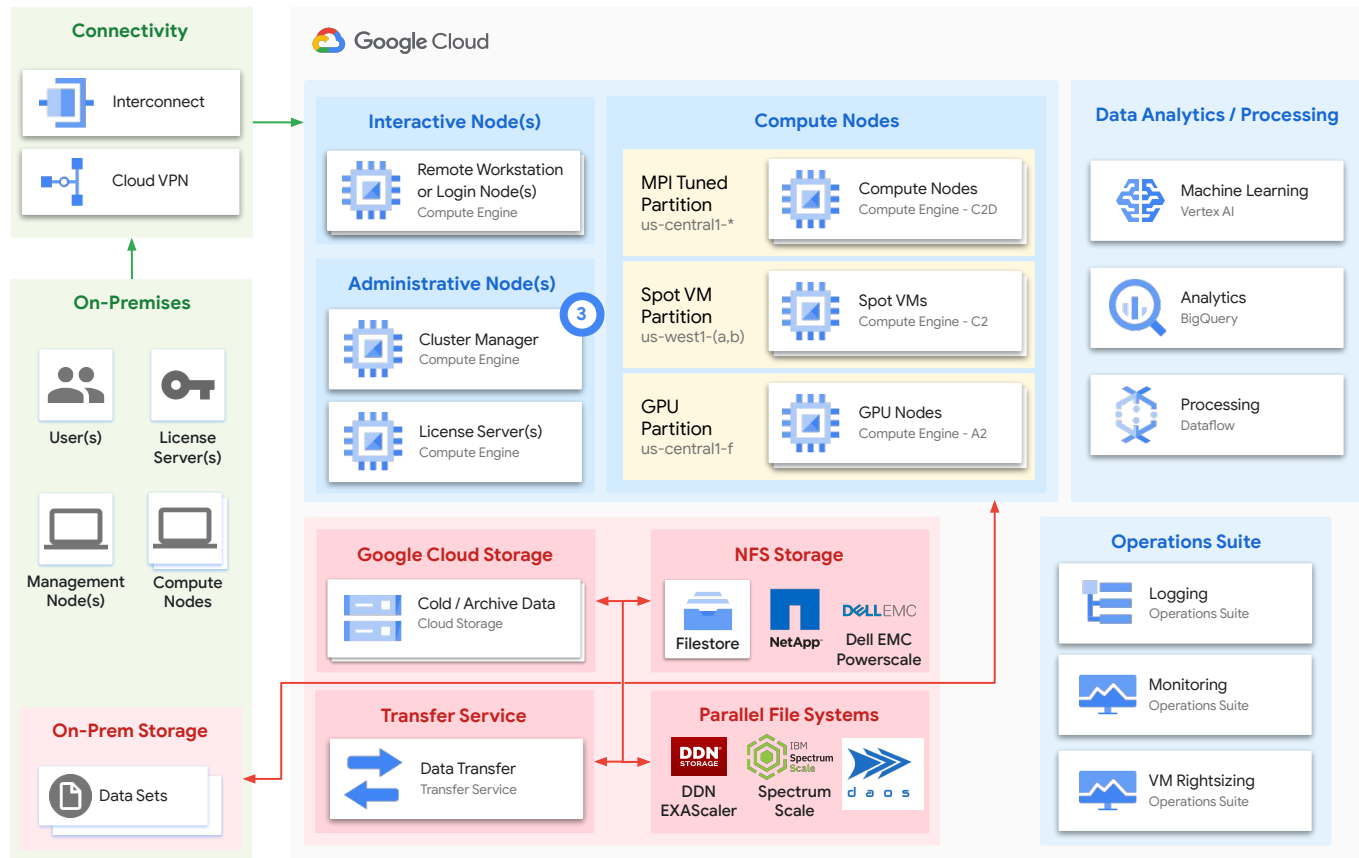 Connectivity
Interconnect
Cloud VPN
On-Premises
User(s)
License
Server(s)
Management
Node(s)
Compute
Nodes
On-Prem Storage
Data Sets
Google Cloud
Interactive Node(s)
Remote Workstation
or Login Node(s)
Compute Engine
Administrative Node(s)
3
Cluster Manager
Compute Engine
License Server(s)
Compute Engine
Compute Nodes
MPI Tuned
Partition
us-central1-*
Compute Nodes
Compute Engine - C2D
Spot VM
Partition
us-west1-(a,b)
Spot VMs
Compute Engine - C2
GPU
Partition
us-central1-f
GPU Nodes
Compute Engine - A2
Data Analytics / Processing
Machine Learning
Vertex AI
Analytics
BigQuery
Processing
Dataflow
Google Cloud Storage
Cold / Archive Data
Cloud Storage
NFS Storage
Filestore
NetApp
DELLEMC
Dell EMC
Powerscale
Transfer Service
Data Transfer
Transfer Service
Parallel File Systems
DDN
STORAGE
DDN
EXAScaler
IBM
Spectrum
Scale
Spectrum
Scale
daos
Operations Suite
Logging
Operations Suite
Monitoring
Operations Suite
VM Rightsizing
Operations Suite